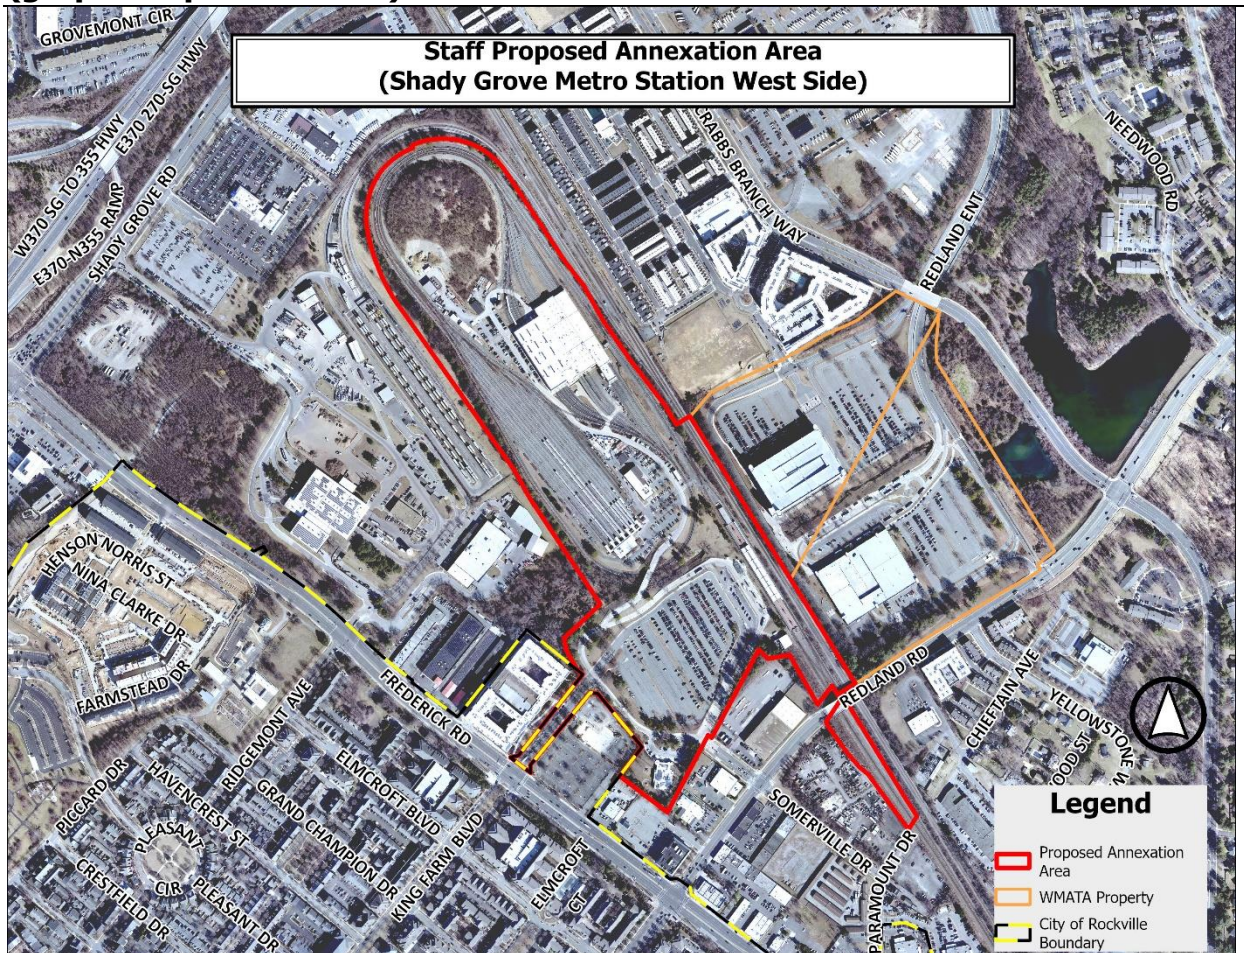 Staff Proposed Annexation Area
(Shady Grove Metro Station West Side)
GROVEMONT CIR
W370 SG TO 355 HWY
E370 270-SG HWY
E370-N355 RAMP
SHADY GROVE RD
CRABBS BRANCH WAY
REDLAND ENT
NEEDWOOD RD
HENSON NORRIS ST
NINA CLARKE DR
FARMSTEAD DR
FREDERICK RD
REDLAND RD
CHIEFTAIN AVE
YELLOWSTONE W
OOD ST
PICCARD DR
HAVENCREST ST
RIDGEMONT AVE
ELMCROFT BLVD
GRAND CHAMPION DR
KING FARM BLVD
ELMCROFT
CT
SOMERVILLE DR
PARAMOUNT DR
PLEASANT
CIR
PLEASANT DR
CRESTFIELD DR
Legend
Proposed Annexation
Area
WMATA Property
City of Rockville
Boundary